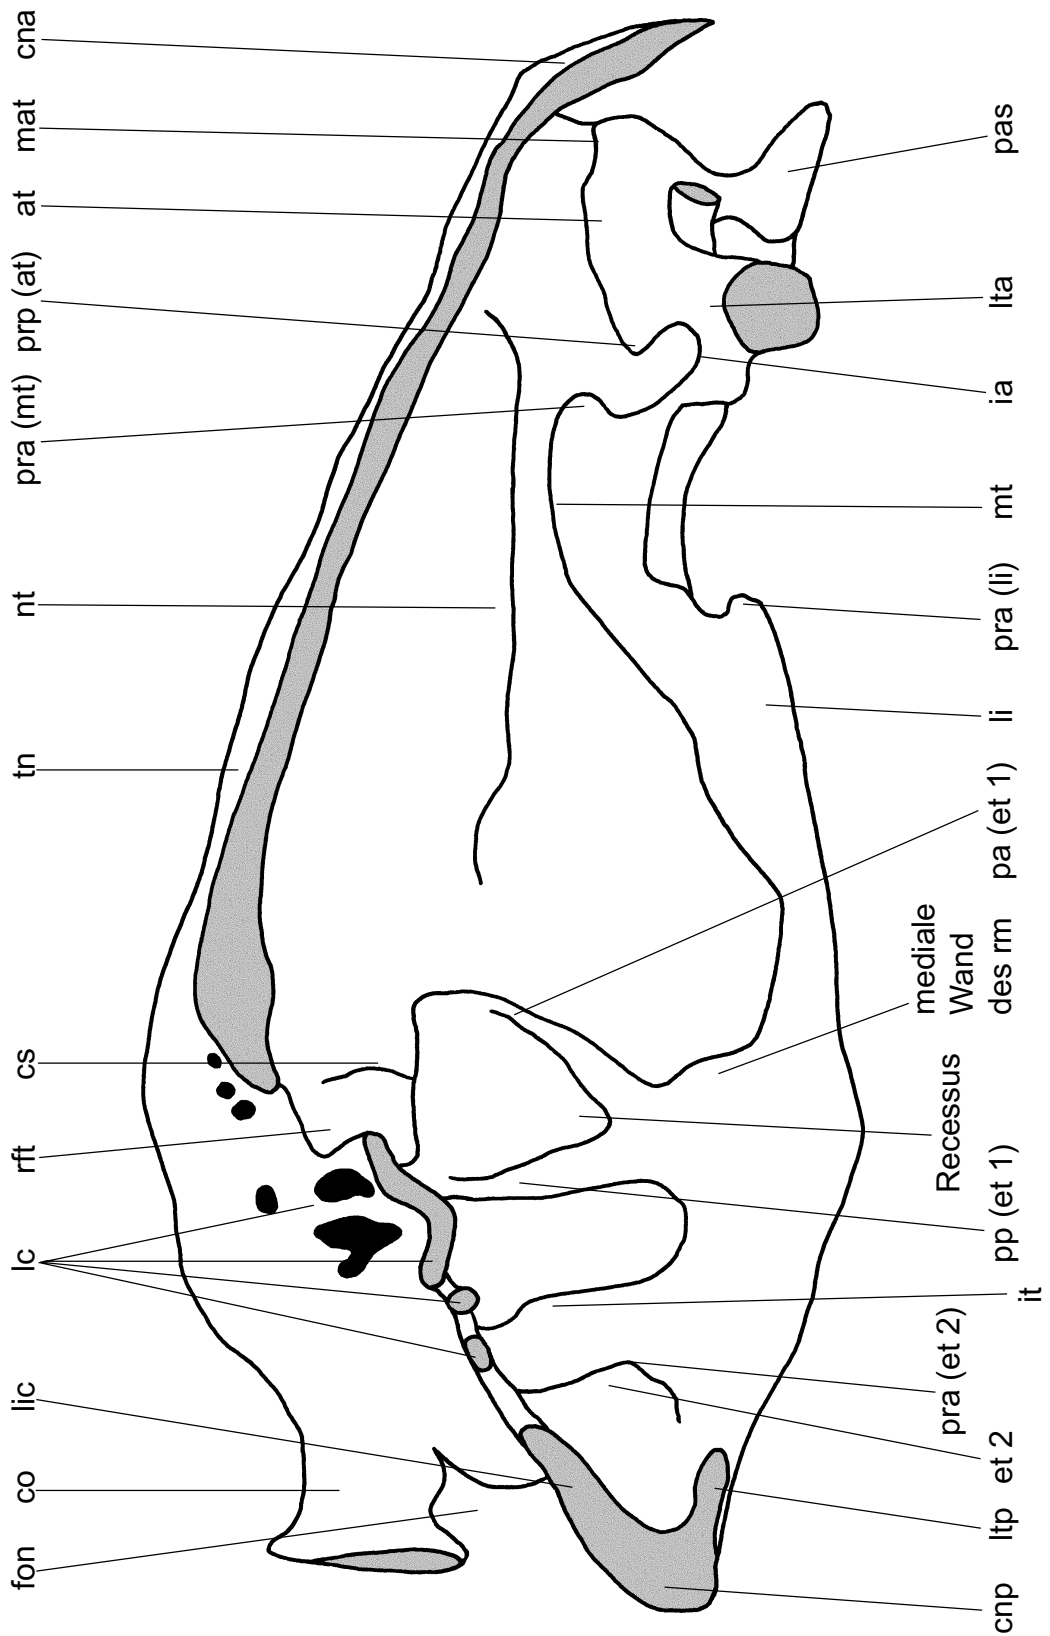 fon
co
lic
lc
rft
cs
tn
nt
pra (mt)
prp (at)
at
mat
cna
cnp
ltp
et 2
pra (et 2)
it
pp (et 1)
Recessus
mediale
Wand
des rm
pa (et 1)
li
pra (li)
mt
ia
lta
pas